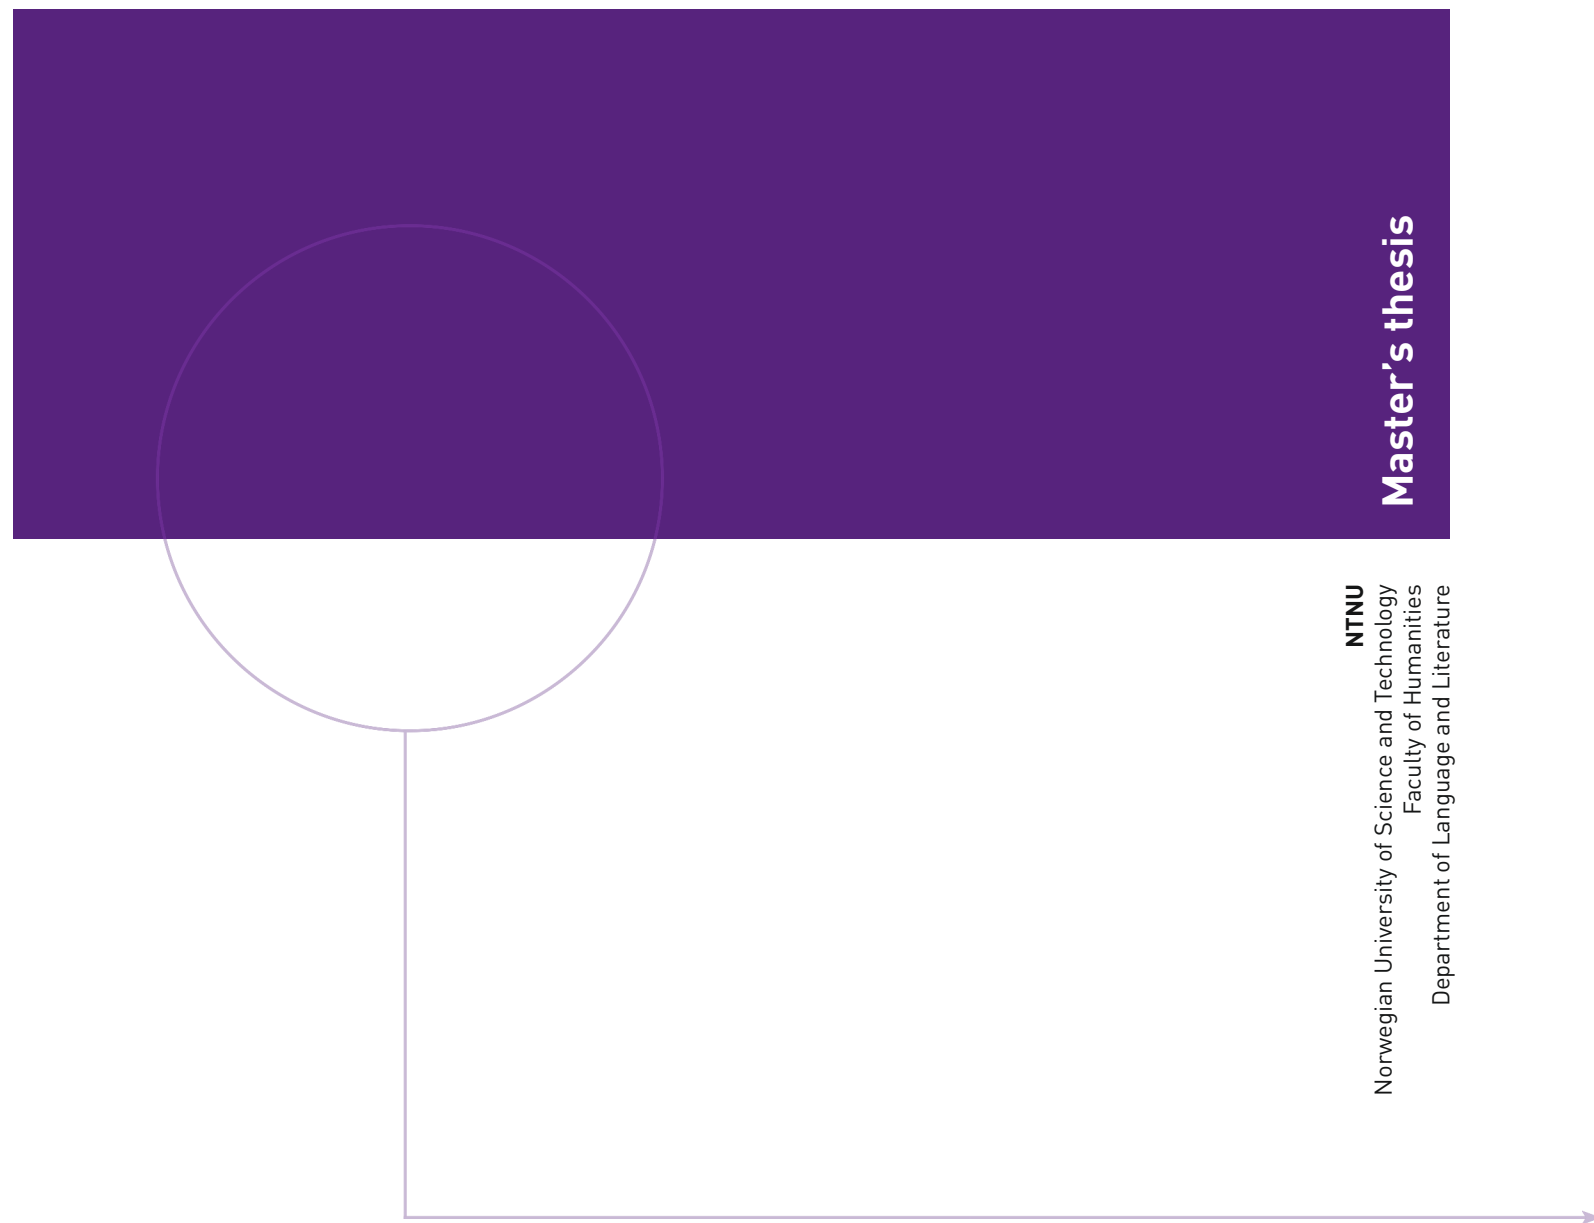 Master's thesis
NTNU
Norwegian University of Science and Technology
Faculty of Humanities
Department of Language and Literature